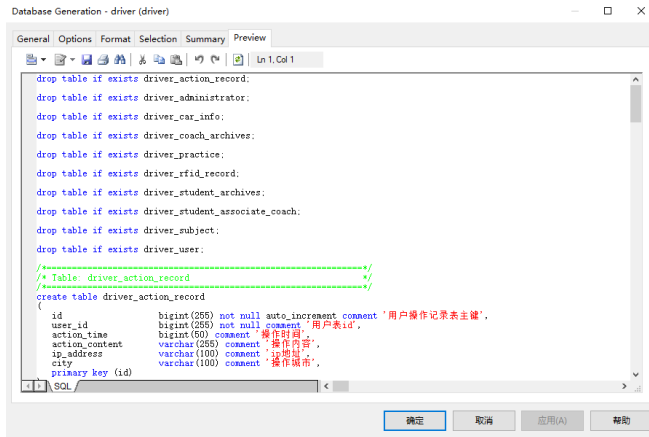 Database Generation - driver (driver)
General Options Format Selection Summary Preview
Ln 1, Col 1
drop table if exists driver_action_record;
drop table if exists driver_administrator;
drop table if exists driver_car_info;
drop table if exists driver_coach_archives;
drop table if exists driver_practice;
drop table if exists driver_rfid_record;
drop table if exists driver_student_archives;
drop table if exists driver_student_associate_coach;
drop table if exists driver_subject;
drop table if exists driver_user;
/*==============================================================*/
/* Table: driver_action_record                                  */
/*==============================================================*/
create table driver_action_record
(
id bigint(255) not null auto_increment comment '用户操作记录表主键',
user_id bigint(255) not null comment '用户表id',
action_time bigint(50) comment '操作时间',
action_content varchar(255) comment '操作内容',
ip_address varchar(100) comment 'ip地址',
city varchar(100) comment '操作城市',
primary key (id)
SQL
确定 取消 应用(A) 帮助